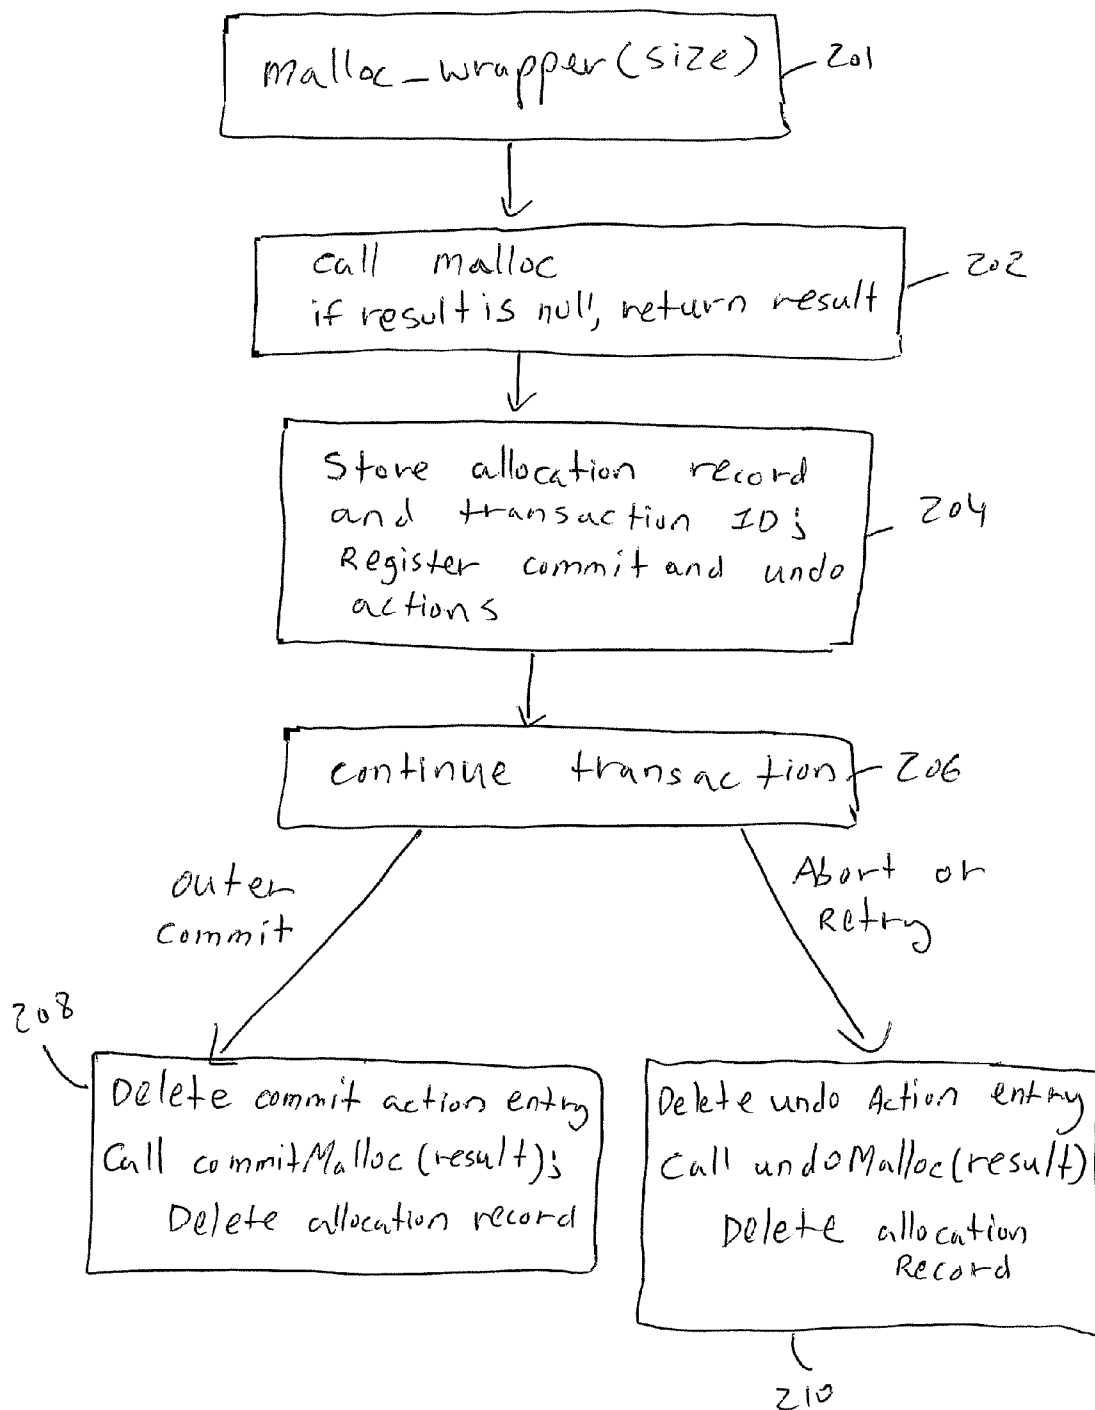 malloc_wrapper(size)
201
call malloc
202
if result is null, return result
Store allocation record
and transaction ID;
204
Register commit and undo
actions
continue transaction
206
outer
commit
Abort or
Retry
208
Delete commit action entry
Call commitMalloc(result);
Delete allocation record
Delete undo Action entry
Call undoMalloc(result)
Delete allocation
Record
210